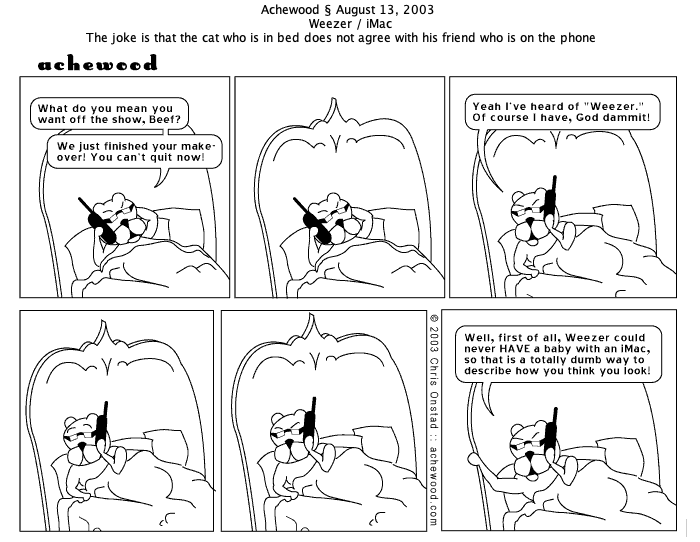 Achewood § August 13, 2003
Weezer / iMac
The joke is that the cat who is in bed does not agree with his friend who is on the phone
achewood
What do you mean you
want off the show, Beef?
We just finished your make-
over! You can't quit now!
Yeah I've heard of "Weezer."
Of course I have, God dammit!
© 2003 Chris Onstad :: achewood.com
Well, first of all, Weezer could
never HAVE a baby with an iMac,
so that is a totally dumb way to
describe how you think you look!